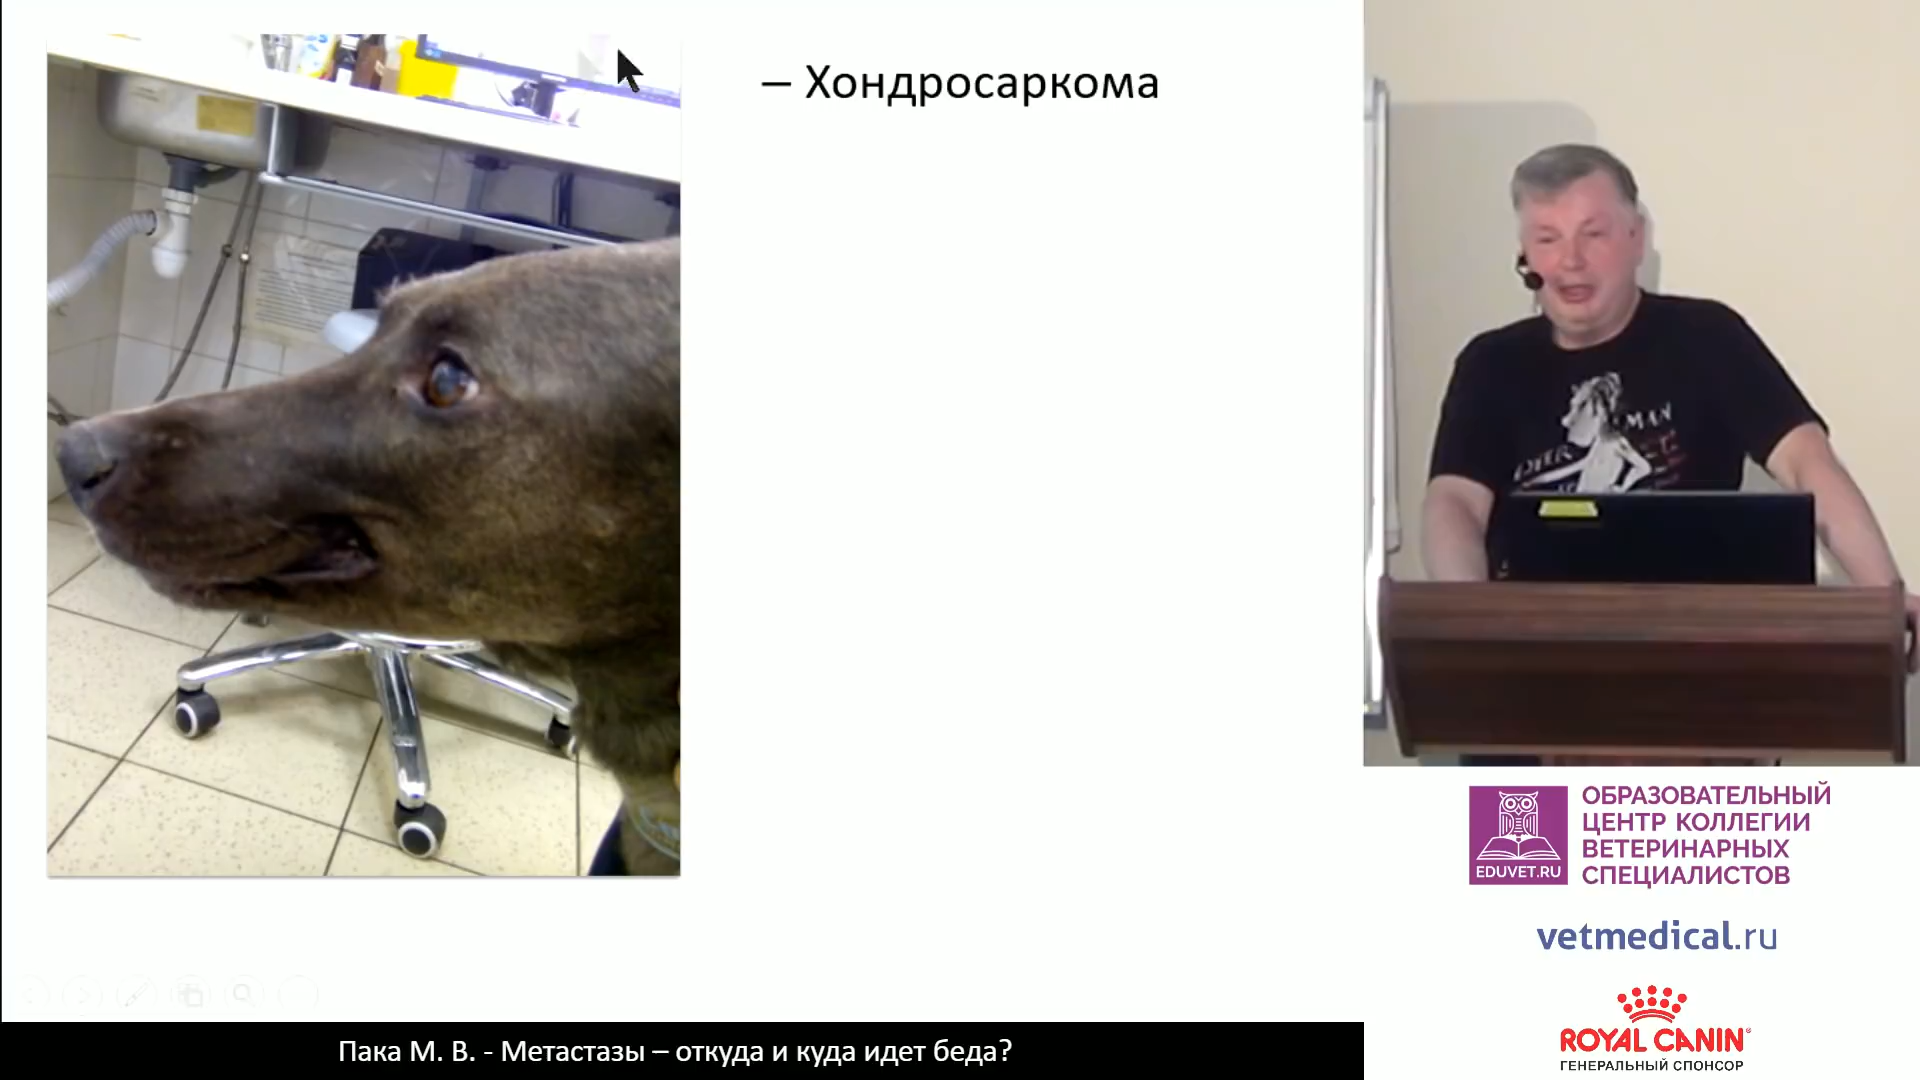 – Хондросаркома
MAN
ОБРАЗОВАТЕЛЬНЫЙ
ЦЕНТР КОЛЛЕГИИ
ВЕТЕРИНАРНЫХ
СПЕЦИАЛИСТОВ
EDUVET.RU
vetmedical.ru
ROYAL CANIN
ГЕНЕРАЛЬНЫЙ СПОНСОР
Пака М. В. - Метастазы – откуда и куда идет беда?